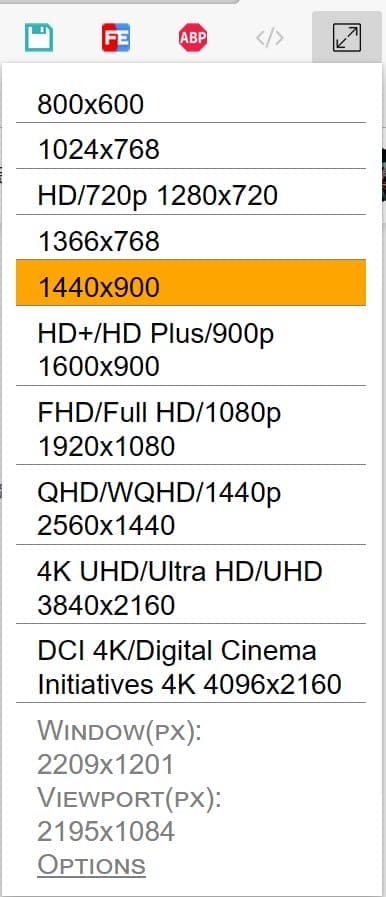 FE
ABP
</>
800x600
1024x768
HD/720p 1280x720
1366x768
1440x900
HD+/HD Plus/900p
1600x900
FHD/Full HD/1080p
1920x1080
QHD/WQHD/1440p
2560x1440
4K UHD/Ultra HD/UHD
3840x2160
DCI 4K/Digital Cinema
Initiatives 4K 4096x2160
WINDOW(PX):
2209x1201
VIEWPORT(PX):
2195x1084
OPTIONS